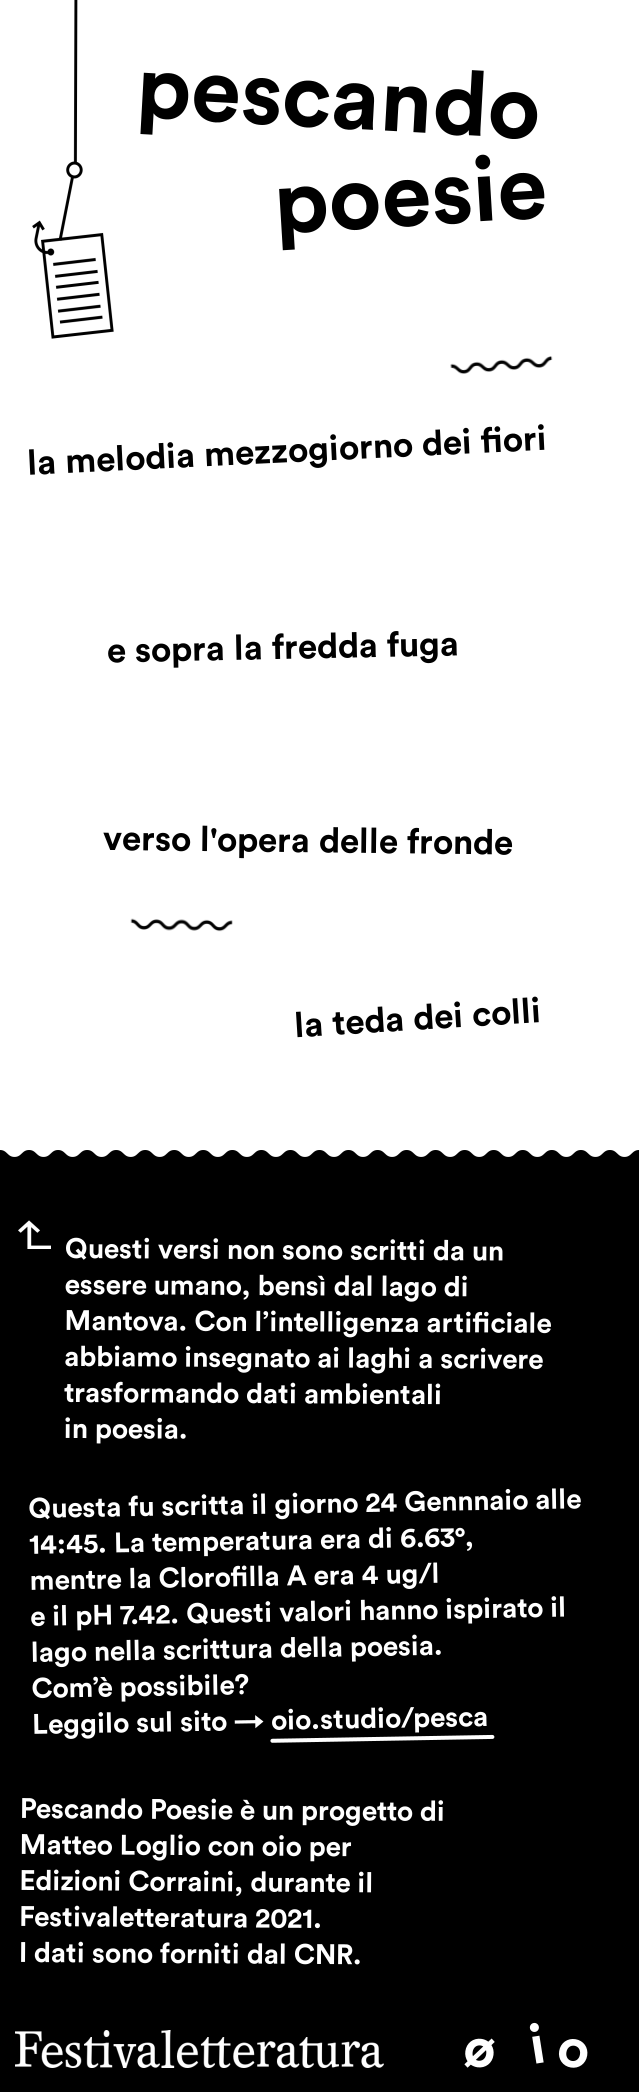 pescando
poesie
la melodia mezzogiorno dei fiori
e sopra la fredda fuga
verso l'opera delle fronde
la teda dei colli
Questi versi non sono scritti da un
essere umano, bensì dal lago di
Mantova. Con l’intelligenza artificiale
abbiamo insegnato ai laghi a scrivere
trasformando dati ambientali
in poesia.
Questa fu scritta il giorno 24 Gennnaio alle
14:45. La temperatura era di 6.63°,
mentre la Clorofilla A era 4 ug/l
e il pH 7.42. Questi valori hanno ispirato il
lago nella scrittura della poesia.
Com’è possibile?
Leggilo sul sito → oio.studio/pesca
Pescando Poesie è un progetto di
Matteo Loglio con oio per
Edizioni Corraini, durante il
Festivaletteratura 2021.
I dati sono forniti dal CNR.
Festivaletteratura ø i o